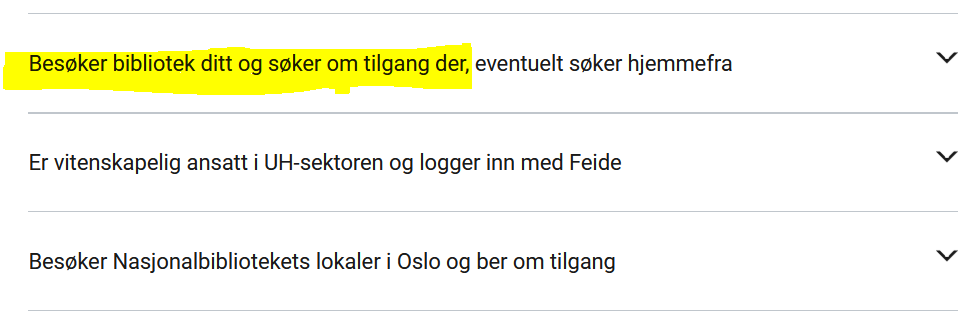 Besøker bibliotek ditt og søker om tilgang der, eventuelt søker hjemmefra
Er vitenskapelig ansatt i UH-sektoren og logger inn med Feide
Besøker Nasjonalbibliotekets lokaler i Oslo og ber om tilgang